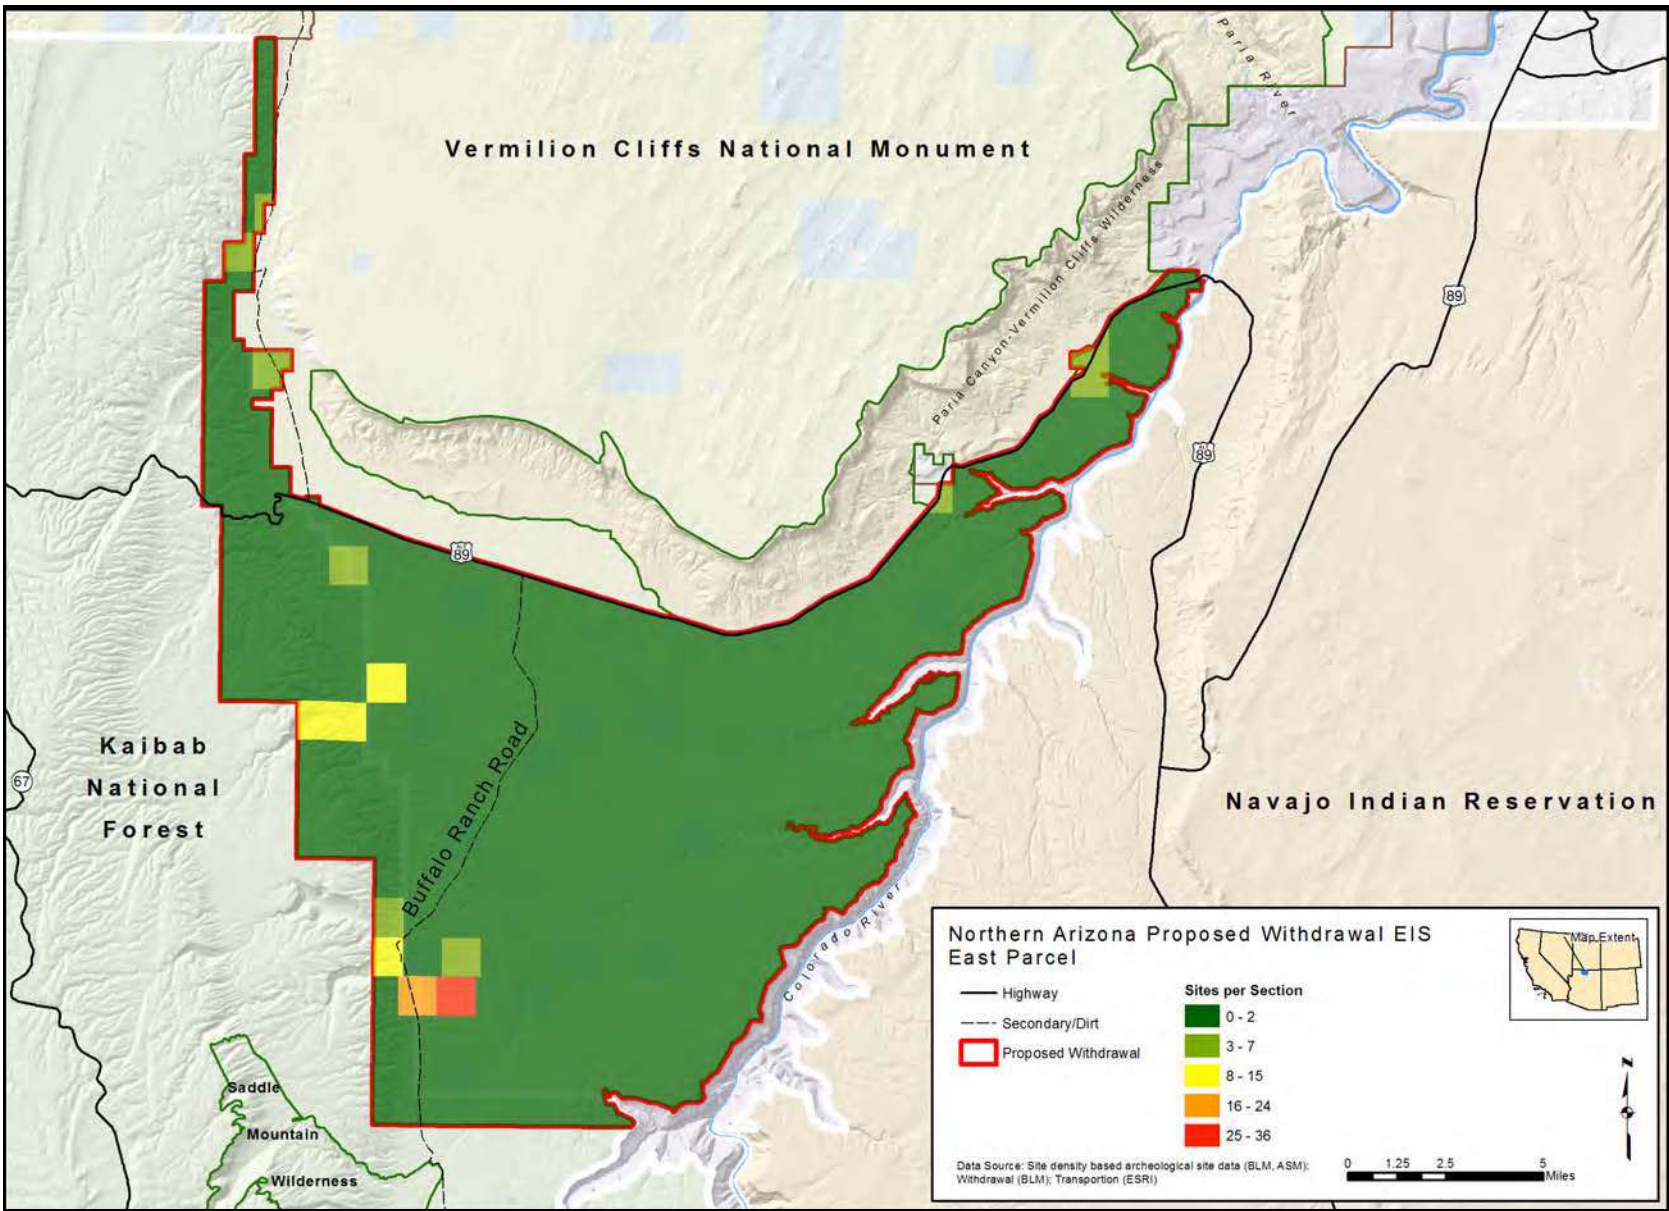 Paria River
Vermilion Cliffs National Monument
Paria Canyon-Vermilion Cliffs Wilderness
89
89
89
Buffalo Ranch Road
Kaibab
National
Forest
67
Navajo Indian Reservation
Colorado River
Saddle
Mountain
Wilderness
Northern Arizona Proposed Withdrawal EIS
East Parcel
Map Extent
Highway
Secondary/Dirt
Proposed Withdrawal
Sites per Section
0 - 2
3 - 7
8 - 15
16 - 24
25 - 36
N
Data Source: Site density based archeological site data (BLM, ASM);
Withdrawal (BLM); Transportion (ESRI)
0 1.25 2.5 5
Miles